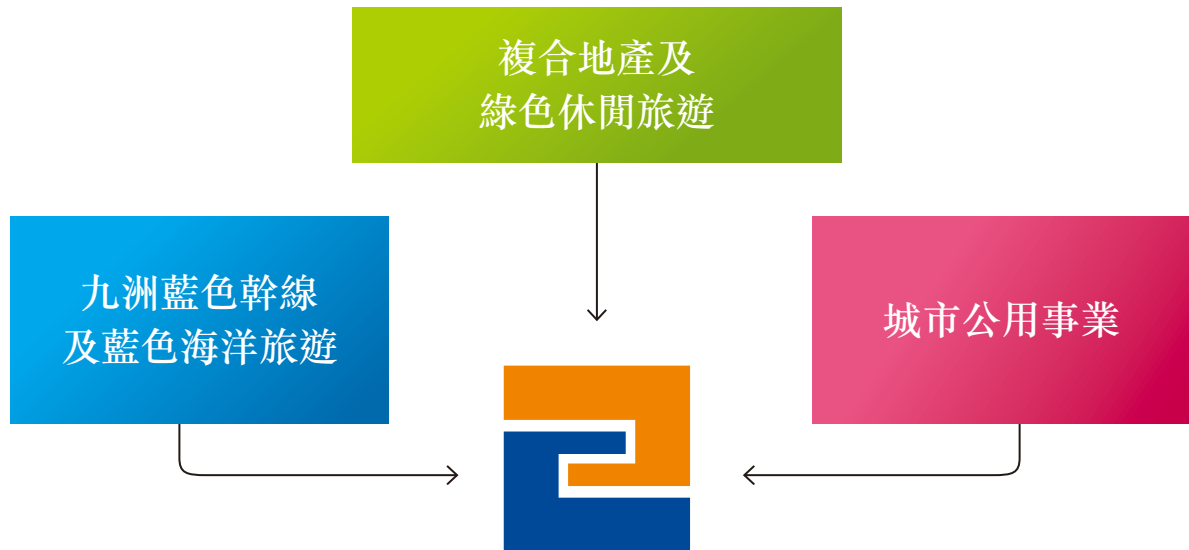 複合地產及
綠色休閒旅遊
九洲藍色幹線
及藍色海洋旅遊
城市公用事業